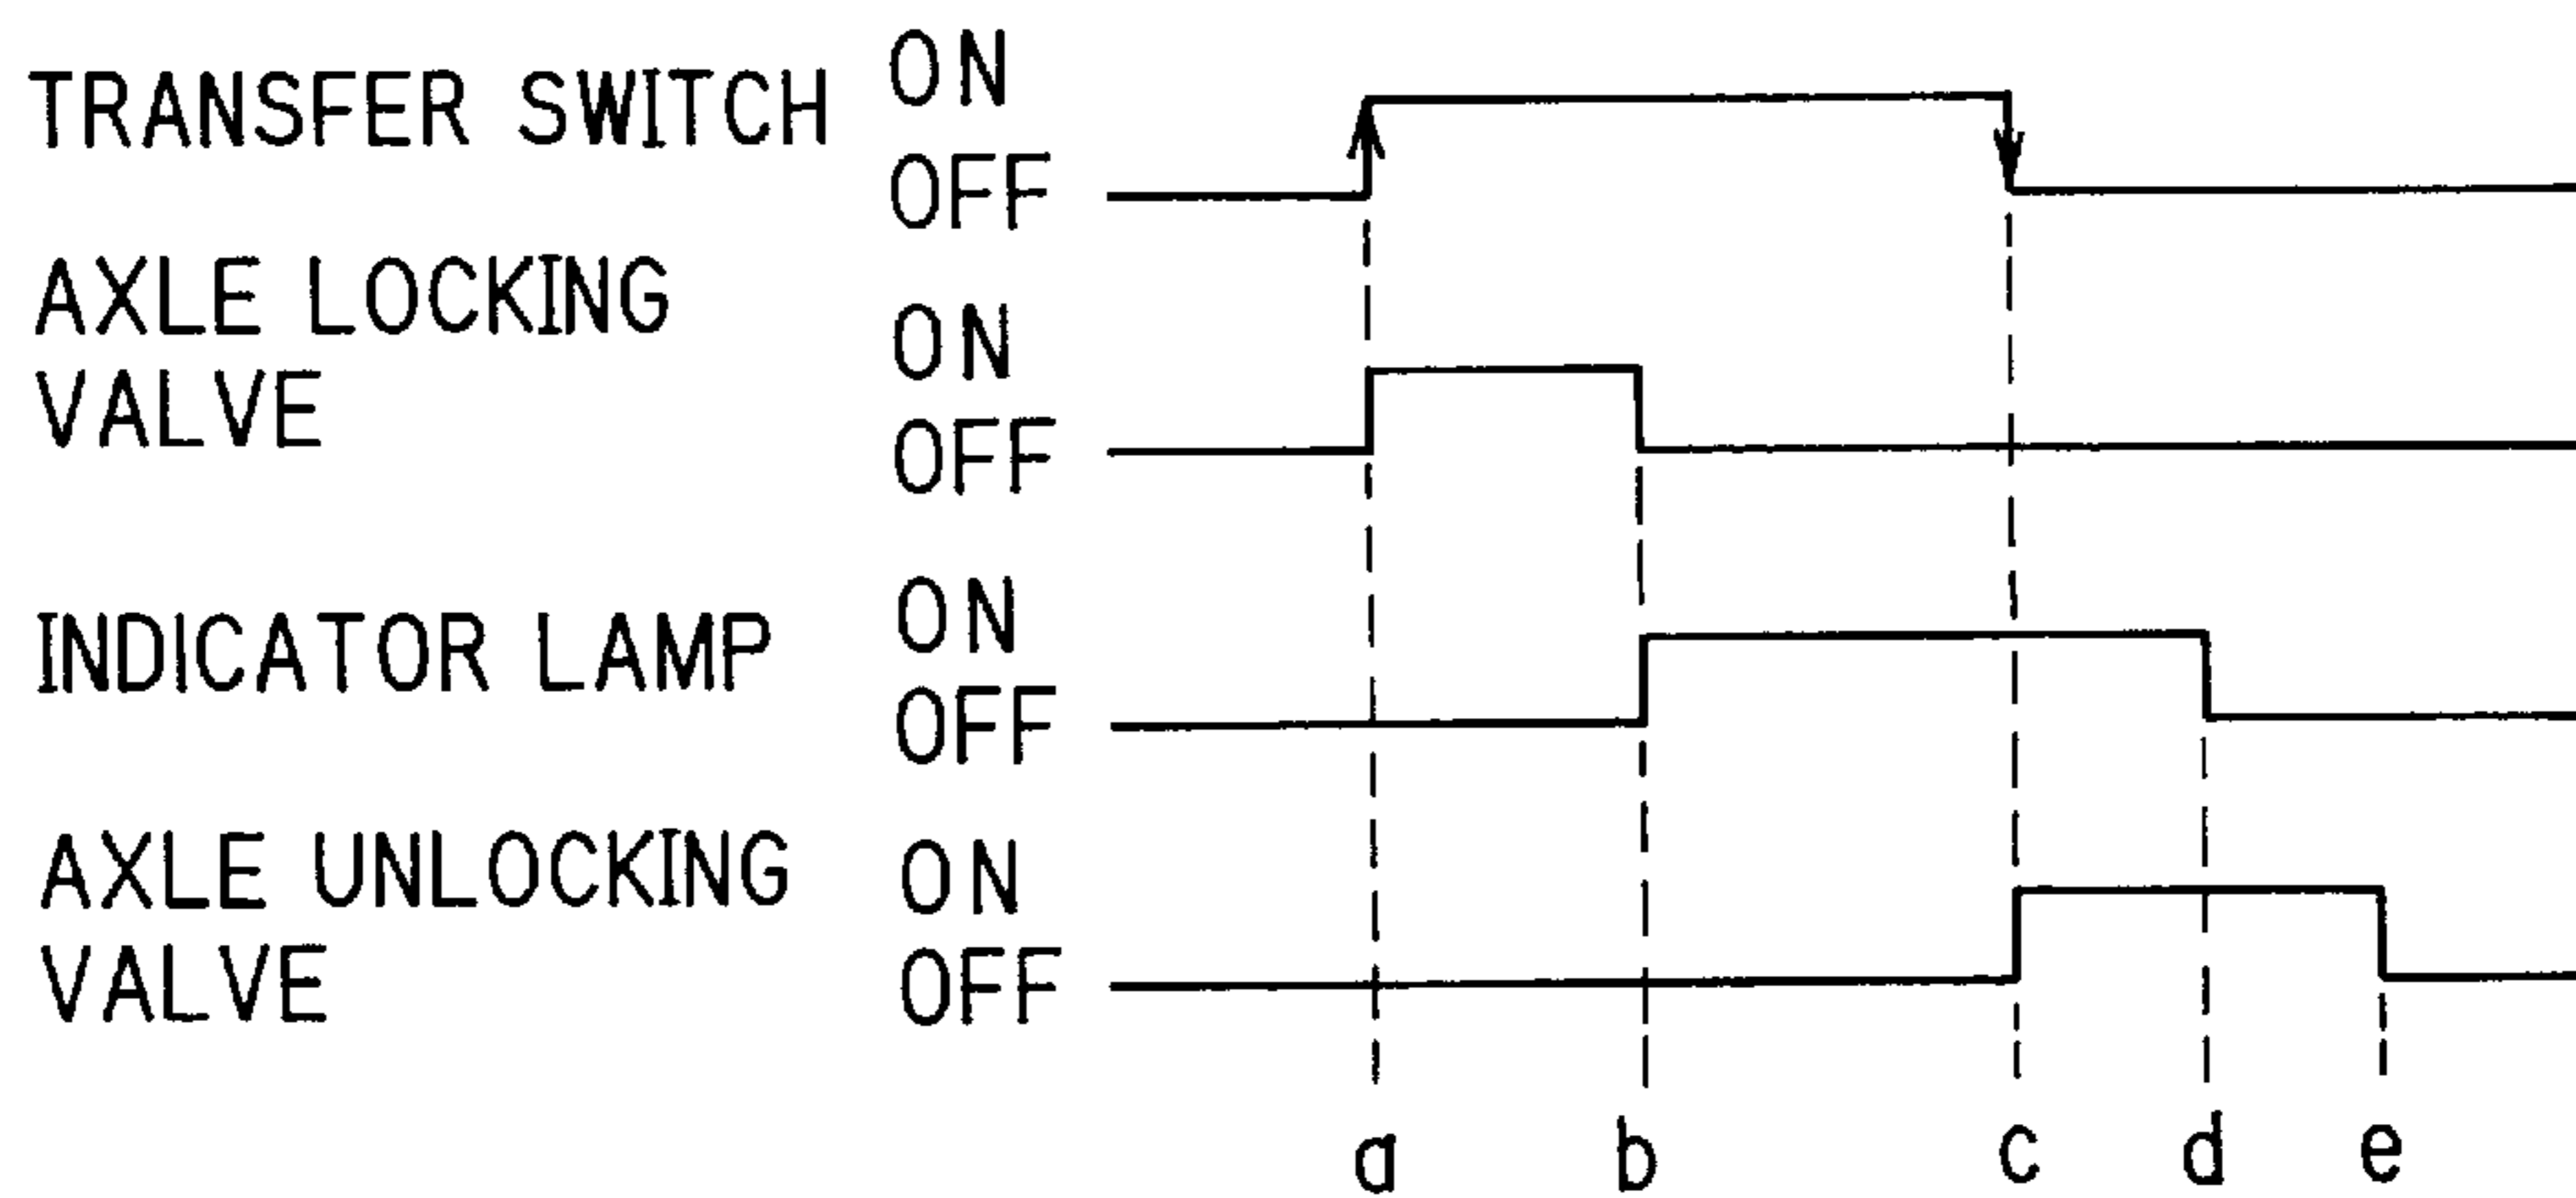 TRANSFER SWITCH
ON
OFF
AXLE LOCKING
VALVE
ON
OFF
INDICATOR LAMP
ON
OFF
AXLE UNLOCKING
VALVE
ON
OFF
a b c d e